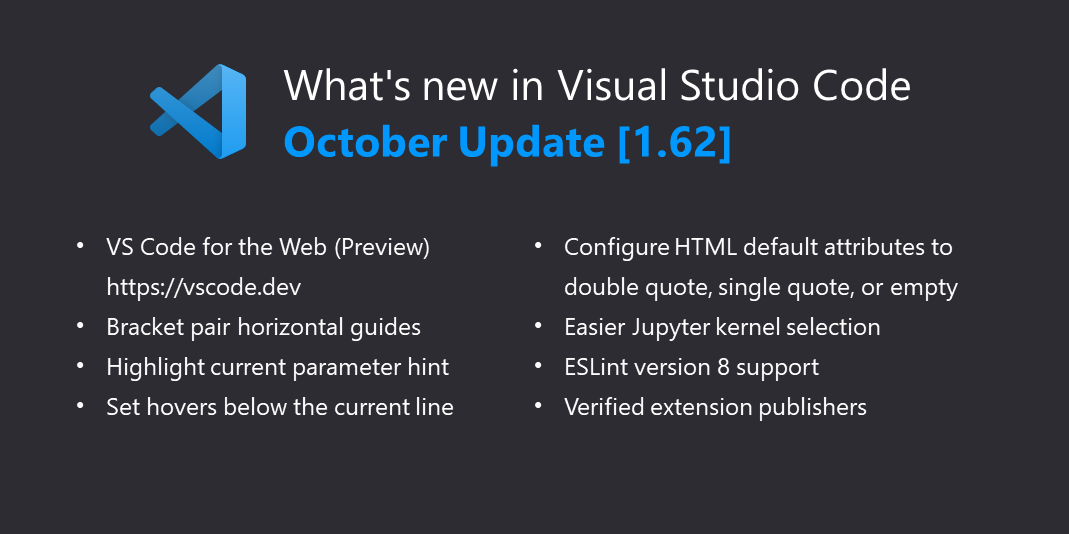 What's new in Visual Studio Code
October Update [1.62]
• VS Code for the Web (Preview)
https://vscode.dev
• Bracket pair horizontal guides
• Highlight current parameter hint
• Set hovers below the current line
• Configure HTML default attributes to
double quote, single quote, or empty
• Easier Jupyter kernel selection
• ESLint version 8 support
• Verified extension publishers